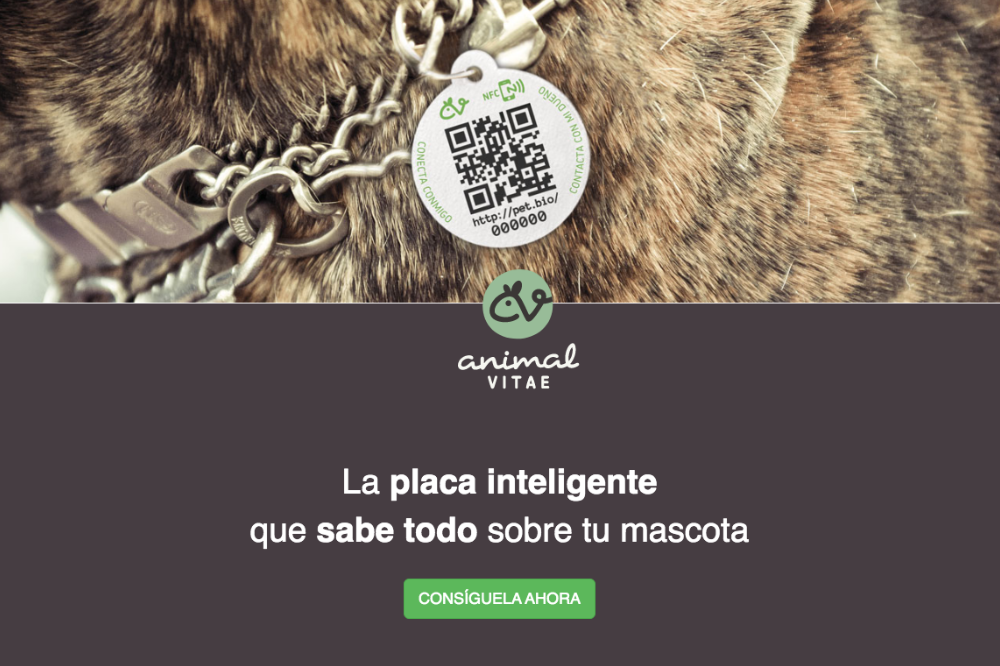 NFC
CONECTA CONMIGO
CONTACTA CON MI DUEÑO
http://pet.bio/
000000
animal
VITAE
La placa inteligente
que sabe todo sobre tu mascota
CONSÍGUELA AHORA